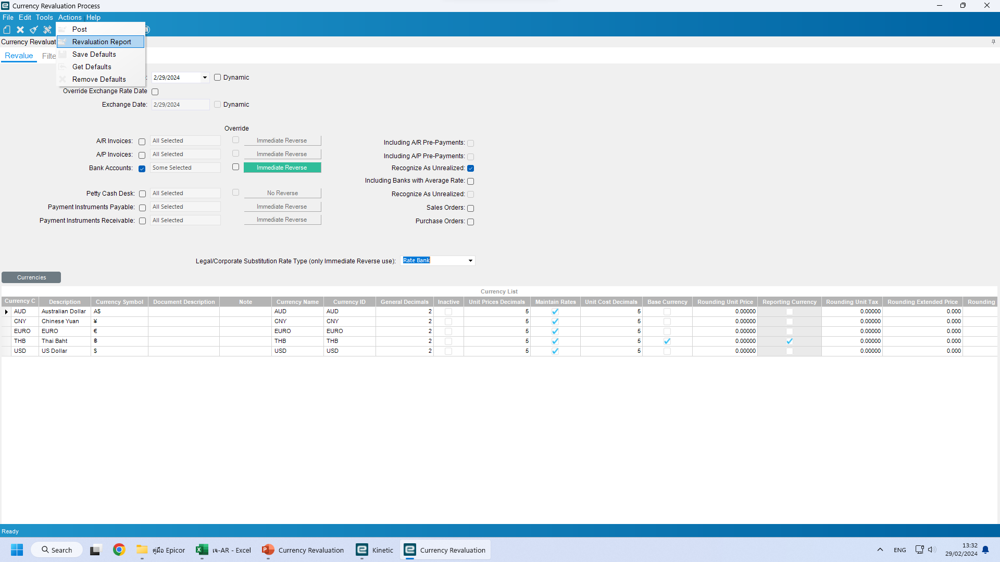 Currency Revaluation Process
File Edit Tools Actions Help
Post
Revaluation Report
Save Defaults
Get Defaults
Remove Defaults
Currency Revaluat
Revalue Filte
: 2/29/2024 Dynamic
Override Exchange Rate Date
Exchange Date: 2/29/2024 Dynamic
Override
A/R Invoices: All Selected Immediate Reverse Including A/R Pre-Payments:
A/P Invoices: All Selected Immediate Reverse Including A/P Pre-Payments:
Bank Accounts: Some Selected Immediate Reverse Recognize As Unrealized:
Including Banks with Average Rate:
Petty Cash Desk: All Selected No Reverse Recognize As Unrealized:
Payment Instruments Payable: All Selected Immediate Reverse Sales Orders:
Payment Instruments Receivable: All Selected Immediate Reverse Purchase Orders:
Legal/Corporate Substitution Rate Type (only Immediate Reverse use): Rate Bank
Currencies
Currency List
Currency C Description Currency Symbol Document Description Note Currency Name Currency ID General Decimals Inactive Unit Prices Decimals Maintain Rates Unit Cost Decimals Base Currency Rounding Unit Price Reporting Currency Rounding Unit Tax Rounding Extended Price Rounding
AUD Australian Dollar A$ AUD AUD 2 5 5 0.00000 0.00000 0.000
CNY Chinese Yuan ¥ CNY CNY 2 5 5 0.00000 0.00000 0.000
EURO EURO € EURO EURO 2 5 5 0.00000 0.00000 0.000
THB Thai Baht ฿ THB THB 2 5 5 0.00000 0.00000 0.000
USD US Dollar $ USD USD 2 5 5 0.00000 0.00000 0.000
Ready
Search คู่มือ Epicor เจ-AR - Excel Currency Revaluation Kinetic Currency Revaluation ENG 13:32
29/02/2024